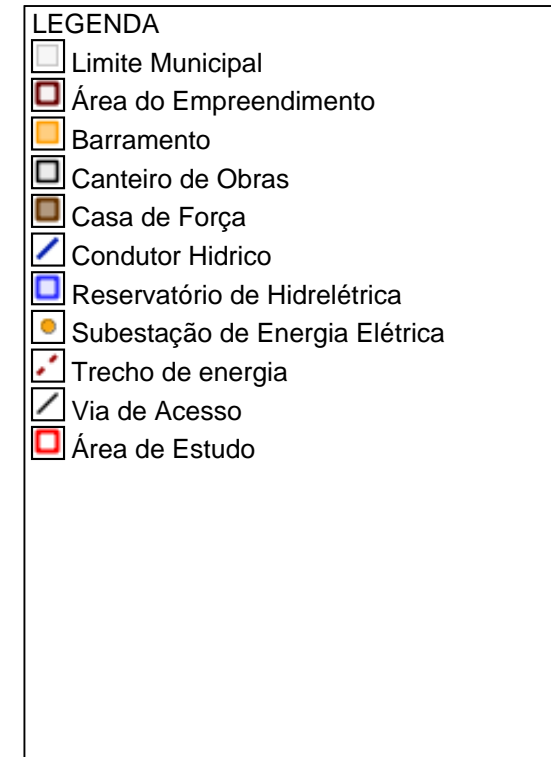 LEGENDA
Limite Municipal
Área do Empreendimento
Barramento
Canteiro de Obras
Casa de Força
Condutor Hidrico
Reservatório de Hidrelétrica
Subestação de Energia Elétrica
Trecho de energia
Via de Acesso
Área de Estudo